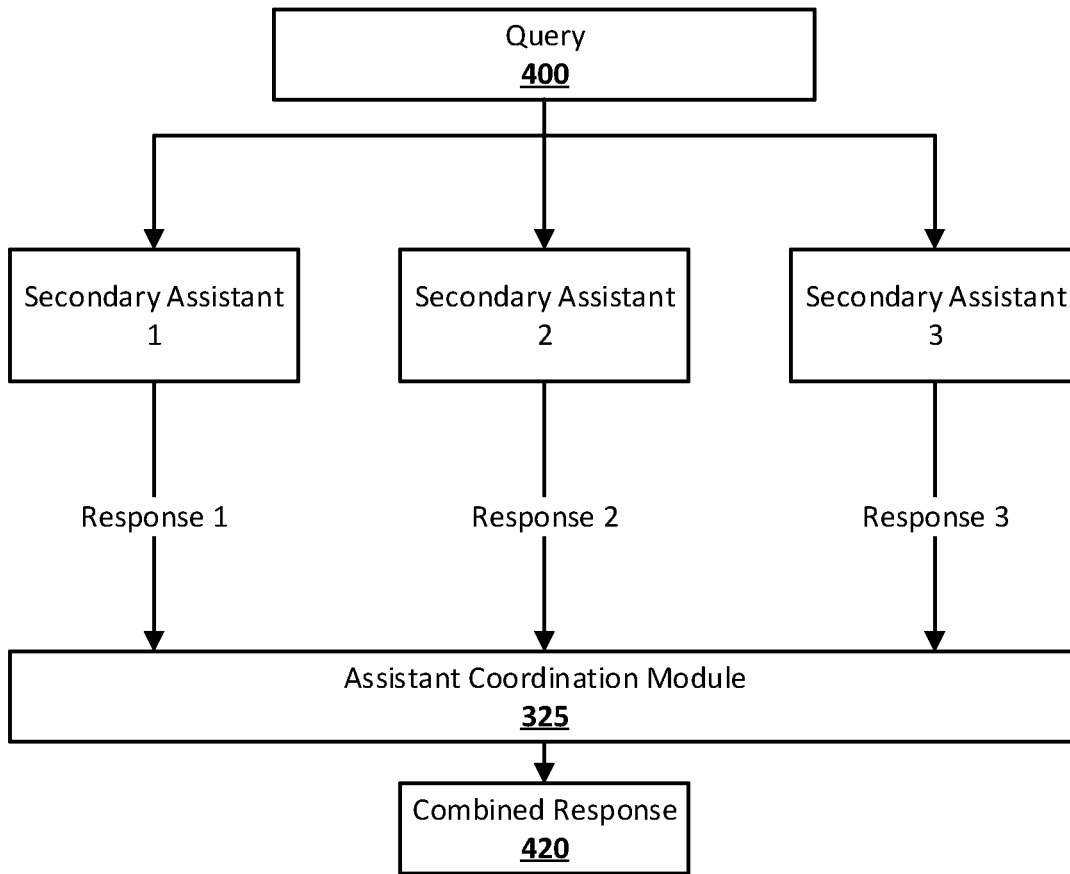 Query
400
Secondary Assistant
1
Secondary Assistant
2
Secondary Assistant
3
Response 1
Response 2
Response 3
Assistant Coordination Module
325
Combined Response
420